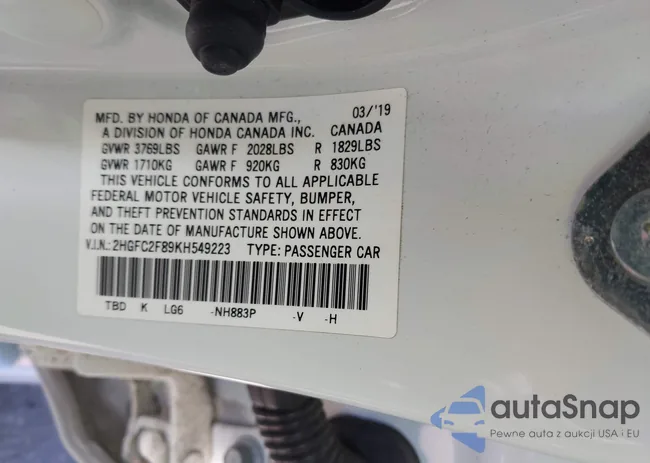 MFD. BY HONDA OF CANADA MFG., 03/'19
A DIVISION OF HONDA CANADA INC. CANADA
GVWR 3769LBS GAWR F 2028LBS R 1829LBS
GVWR 1710KG GAWR F 920KG R 830KG
THIS VEHICLE CONFORMS TO ALL APPLICABLE
FEDERAL MOTOR VEHICLE SAFETY, BUMPER,
AND THEFT PREVENTION STANDARDS IN EFFECT
ON THE DATE OF MANUFACTURE SHOWN ABOVE.
V.I.N.: 2HGFC2F89KH549223 TYPE: PASSENGER CAR
TBD K LG6 -NH883P -V -H
autoSnap
Pewne auta z aukcji USA i EU